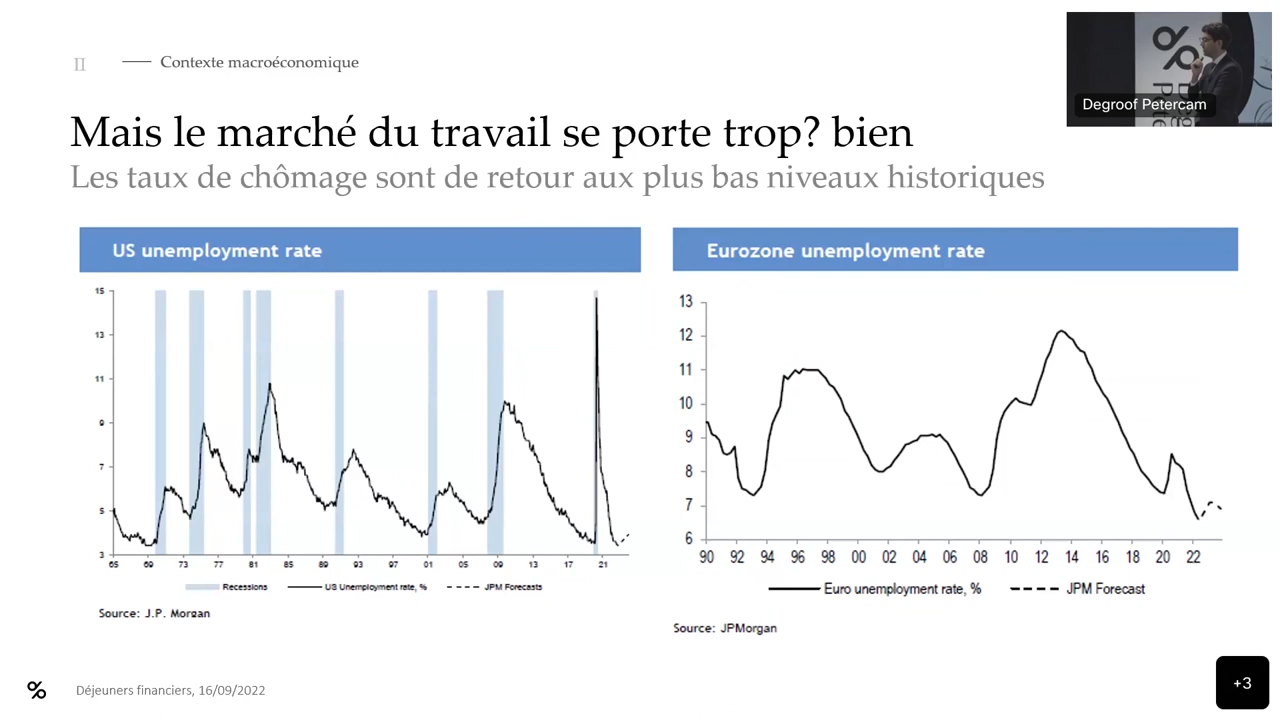 II
Contexte macroéconomique
Degroof Petercam
Mais le marché du travail se porte trop? bien
Les taux de chômage sont de retour aux plus bas niveaux historiques
US unemployment rate
15
13
11
9
7
5
3
65 69 73 77 81 85 89 93 97 01 05 09 13 17 21
Recessions US Unemployment rate, % JPM Forecasts
Source: J.P. Morgan
Eurozone unemployment rate
13
12
11
10
9
8
7
6
90 92 94 96 98 00 02 04 06 08 10 12 14 16 18 20 22
Euro unemployment rate, % JPM Forecast
Source: JPMorgan
% Déjeuners financiers, 16/09/2022
+3